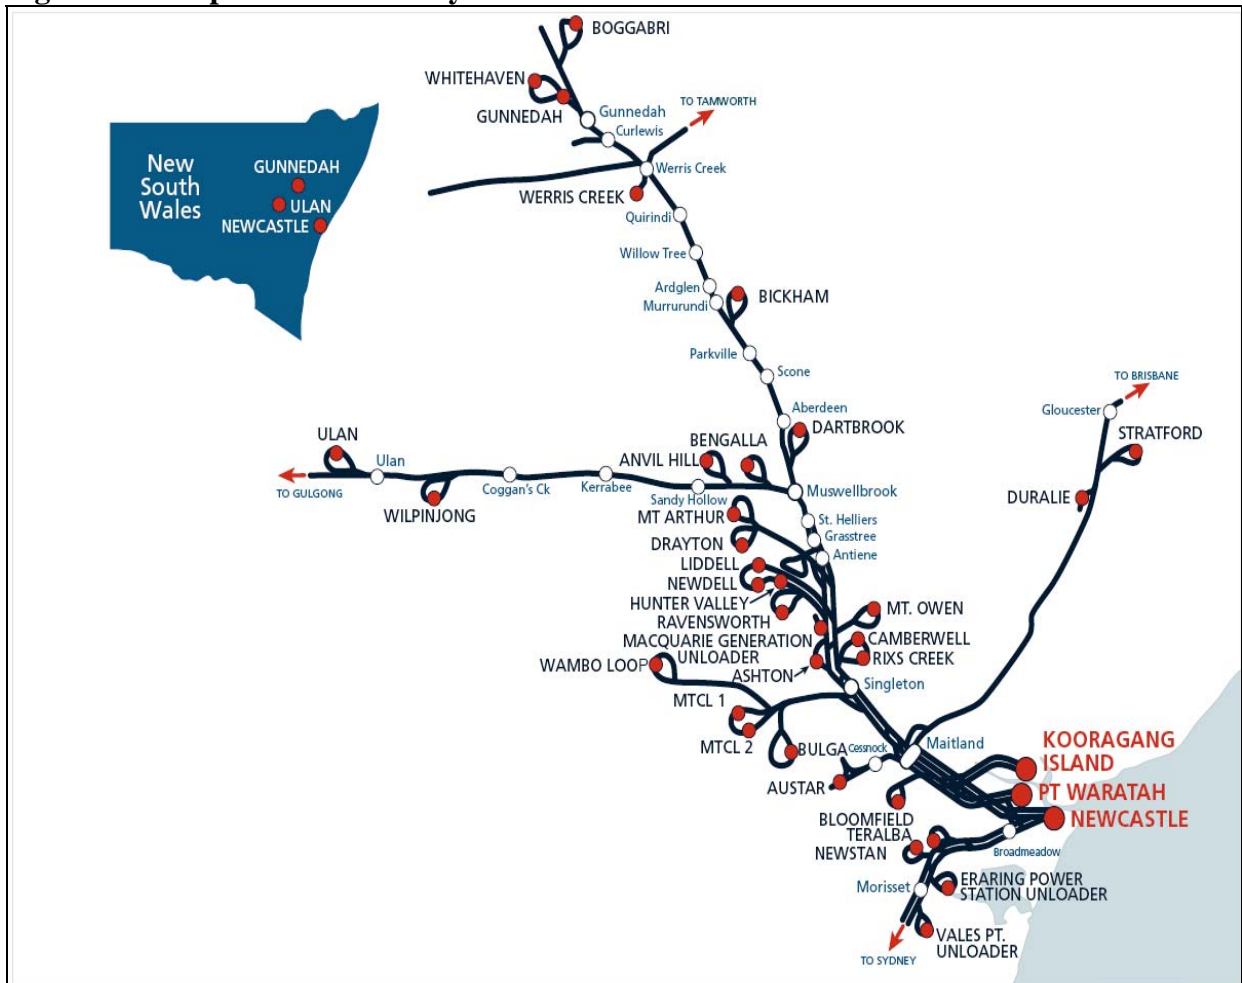 BOGGABRI
WHITEHAVEN
GUNNEDAH
Gunnedah
Curlewis
TO TAMWORTH
New
South
Wales
GUNNEDAH
ULAN
NEWCASTLE
Werris Creek
WERRIS CREEK
Quirindi
Willow Tree
Ardglen
Murrurundi
BICKHAM
Parkville
Scone
TO BRISBANE
Aberdeen
Gloucester
DARTBROOK
STRATFORD
ULAN
Ulan
BENGALLA
ANVIL HILL
TO GULGONG
Coggan's Ck
Kerrabee
Sandy Hollow
Muswellbrook
DURALIE
WILPINJONG
MT ARTHUR
St. Helliers
Grasstree
DRAYTON
Antiene
LIDDELL
NEWDELL
HUNTER VALLEY
RAVENSWORTH
MT. OWEN
MACQUARIE GENERATION
UNLOADER
CAMBERWELL
RIXS CREEK
WAMBO LOOP
ASHTON
Singleton
MTCL 1
MTCL 2
BULGA
Cessnock
Maitland
KOORAGANG
ISLAND
AUSTAR
PT WARATAH
BLOOMFIELD
NEWCASTLE
TERALBA
NEWSTAN
Broadmeadow
Morisset
ERARING POWER
STATION UNLOADER
VALES PT.
UNLOADER
TO SYDNEY